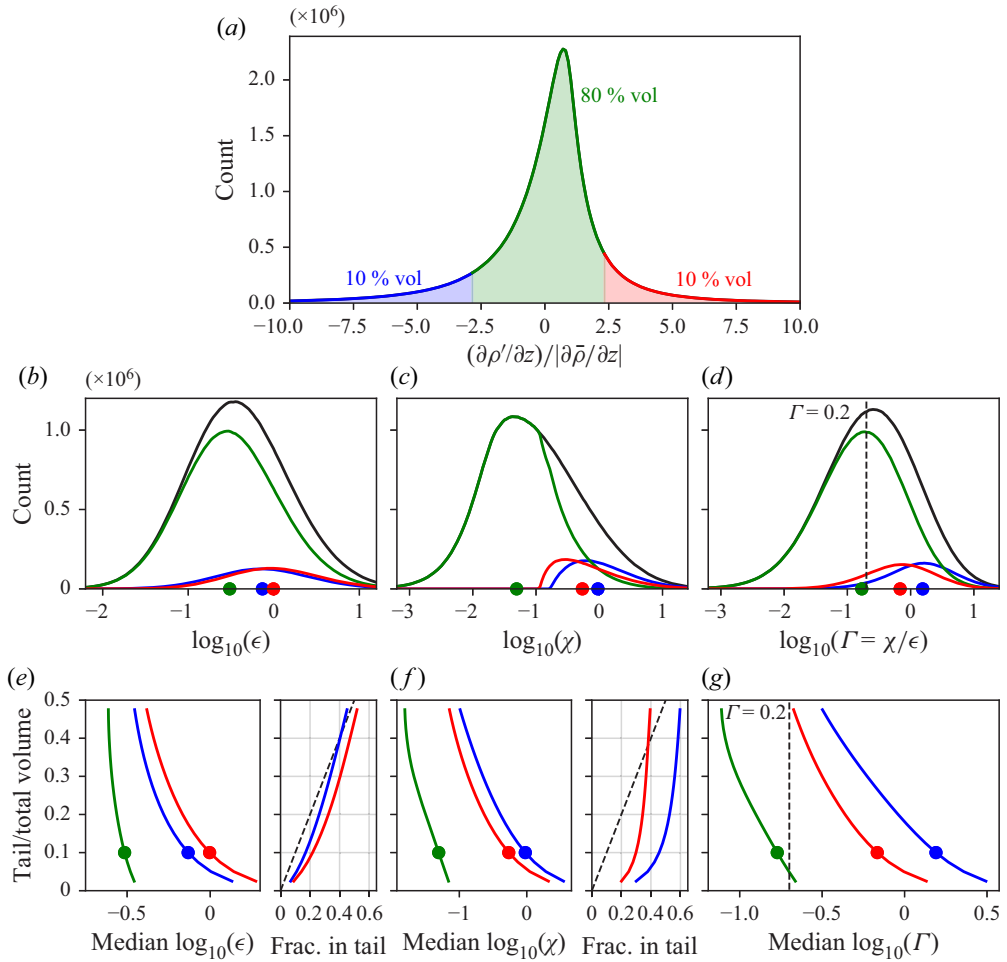 (a)
(×10⁶)
Count
2.0
1.5
1.0
0.5
0.0
80 % vol
10 % vol
10 % vol
−10.0 −7.5 −5.0 −2.5 0 2.5 5.0 7.5 10.0
(∂ρ′/∂z)/|∂ρ̄/∂z|
(b) (×10⁶) (c) (d)
Count
1.0
0.5
0
Γ = 0.2
−2 −1 0 1
log₁₀(ϵ)
−3 −2 −1 0 1
log₁₀(χ)
−3 −2 −1 0 1
log₁₀(Γ = χ/ϵ)
(e) (f) (g)
Tail/total volume
0.5
0.4
0.3
0.2
0.1
0
Γ = 0.2
−0.5 0
Median log₁₀(ϵ)
0 0.2 0.4 0.6
Frac. in tail
−1 0
Median log₁₀(χ)
0 0.2 0.4 0.6
Frac. in tail
−1.0 −0.5 0 0.5
Median log₁₀(Γ)